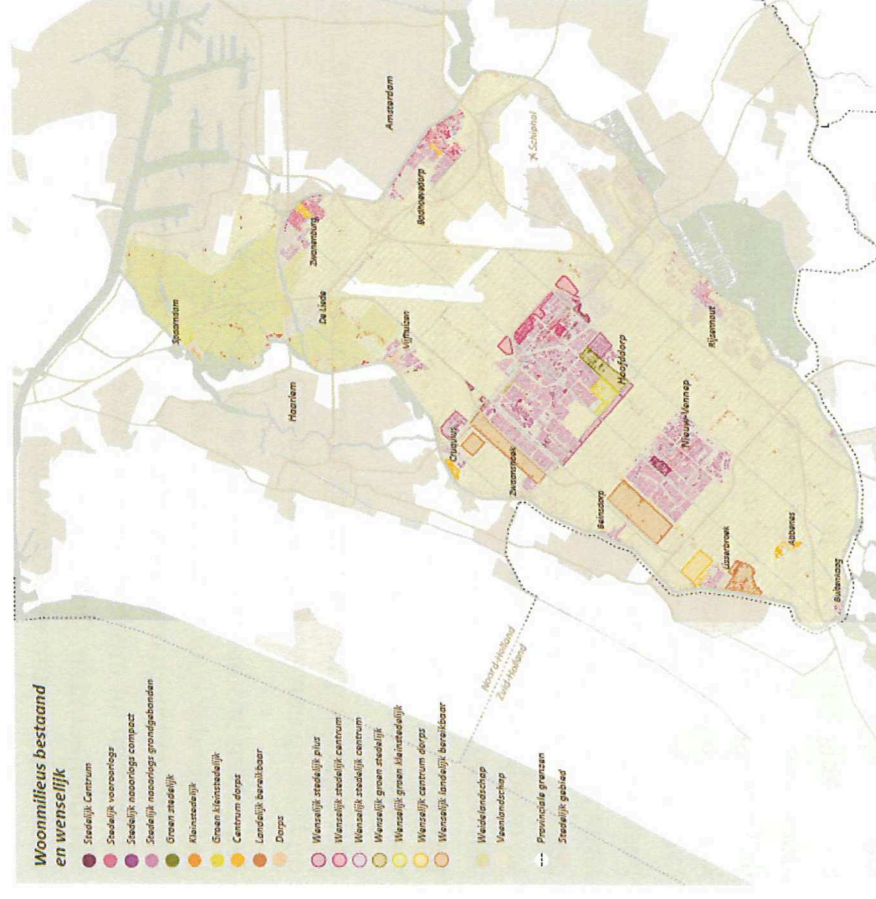 Woonmilieus bestaand
en wenselijk
Stedelijk Centrum
Stedelijk vooroorlogs
Stedelijk naoorlogs compact
Stedelijk naoorlogs grondgebonden
Groen stedelijk
Kleinstedelijk
Groen kleinstedelijk
Centrum dorps
Landelijk bereikbaar
Dorps
Wenselijk stedelijk plus
Wenselijk stedelijk centrum
Wenselijk stedelijk centrum
Wenselijk groen stedelijk
Wenselijk groen kleinstedelijk
Wenselijk centrum dorps
Wenselijk landelijk bereikbaar
Weidelandschap
Veenlandschap
Provinciale grenzen
Stedelijk gebied
Noord-Holland
Zuid-Holland
Spaarndam
Haarlem
De Liede
Zwanenburg
Amsterdam
Badhoevedorp
Vijfhuizen
Schiphol
Cruquius
Zwaanshoek
Hoofddorp
Beinsdorp
Nieuw-Vennep
Rijsenhout
Lisserbroek
Abbenes
Buitenkaag